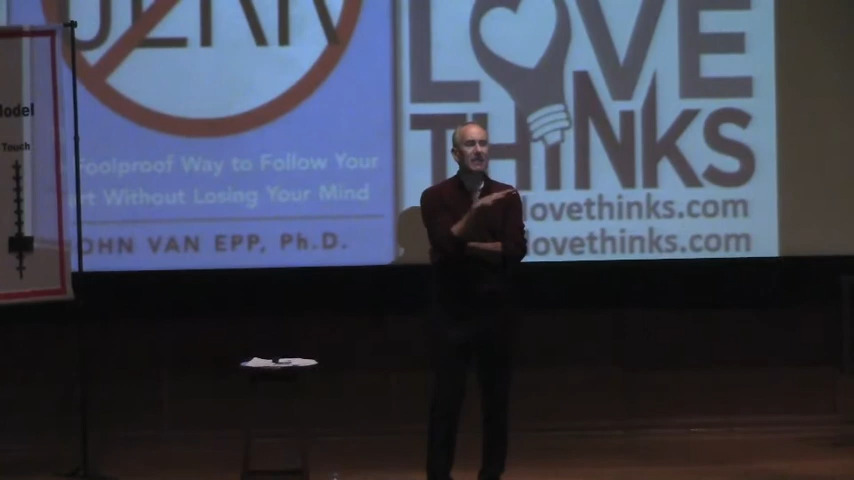 JERK
Foolproof Way to Follow Your
Without Losing Your Mind
JOHN VAN EPP, Ph.D.
LOVE
THINKS
lovethinks.com
lovethinks.com
Model
Touch